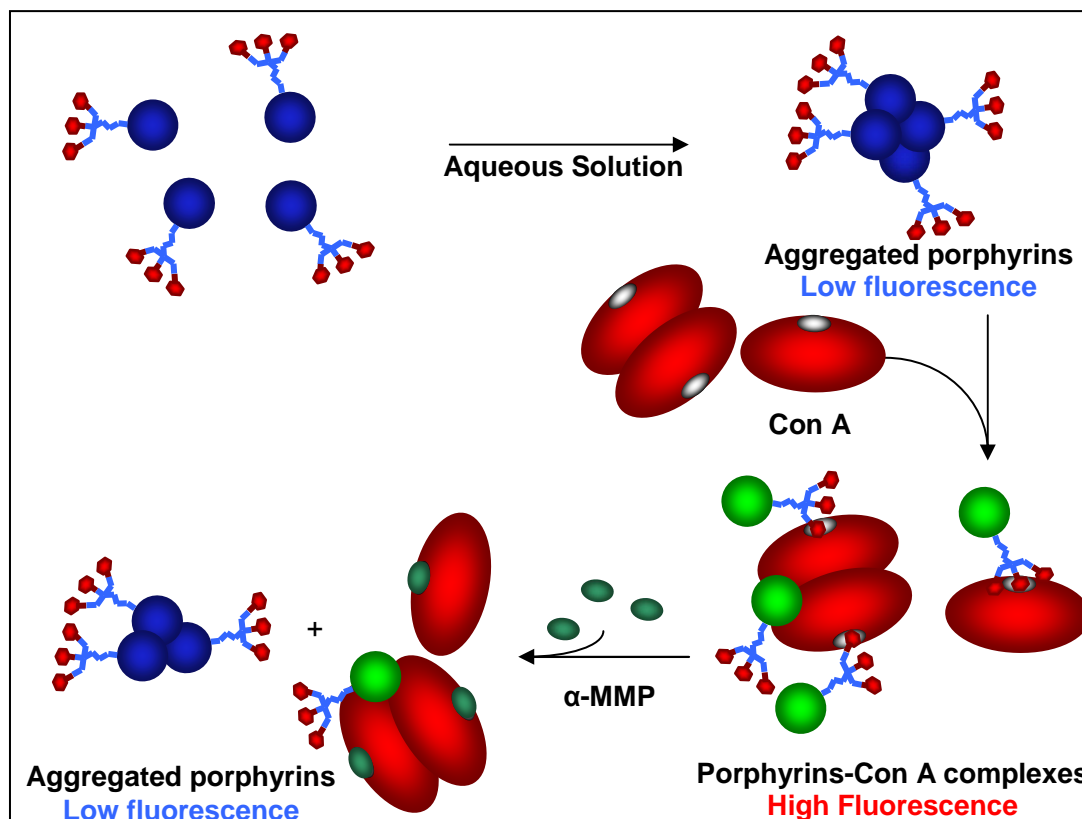 Aqueous Solution
Aggregated porphyrins
Low fluorescence
Con A
+
α-MMP
Aggregated porphyrins
Low fluorescence
Porphyrins-Con A complexes
High Fluorescence